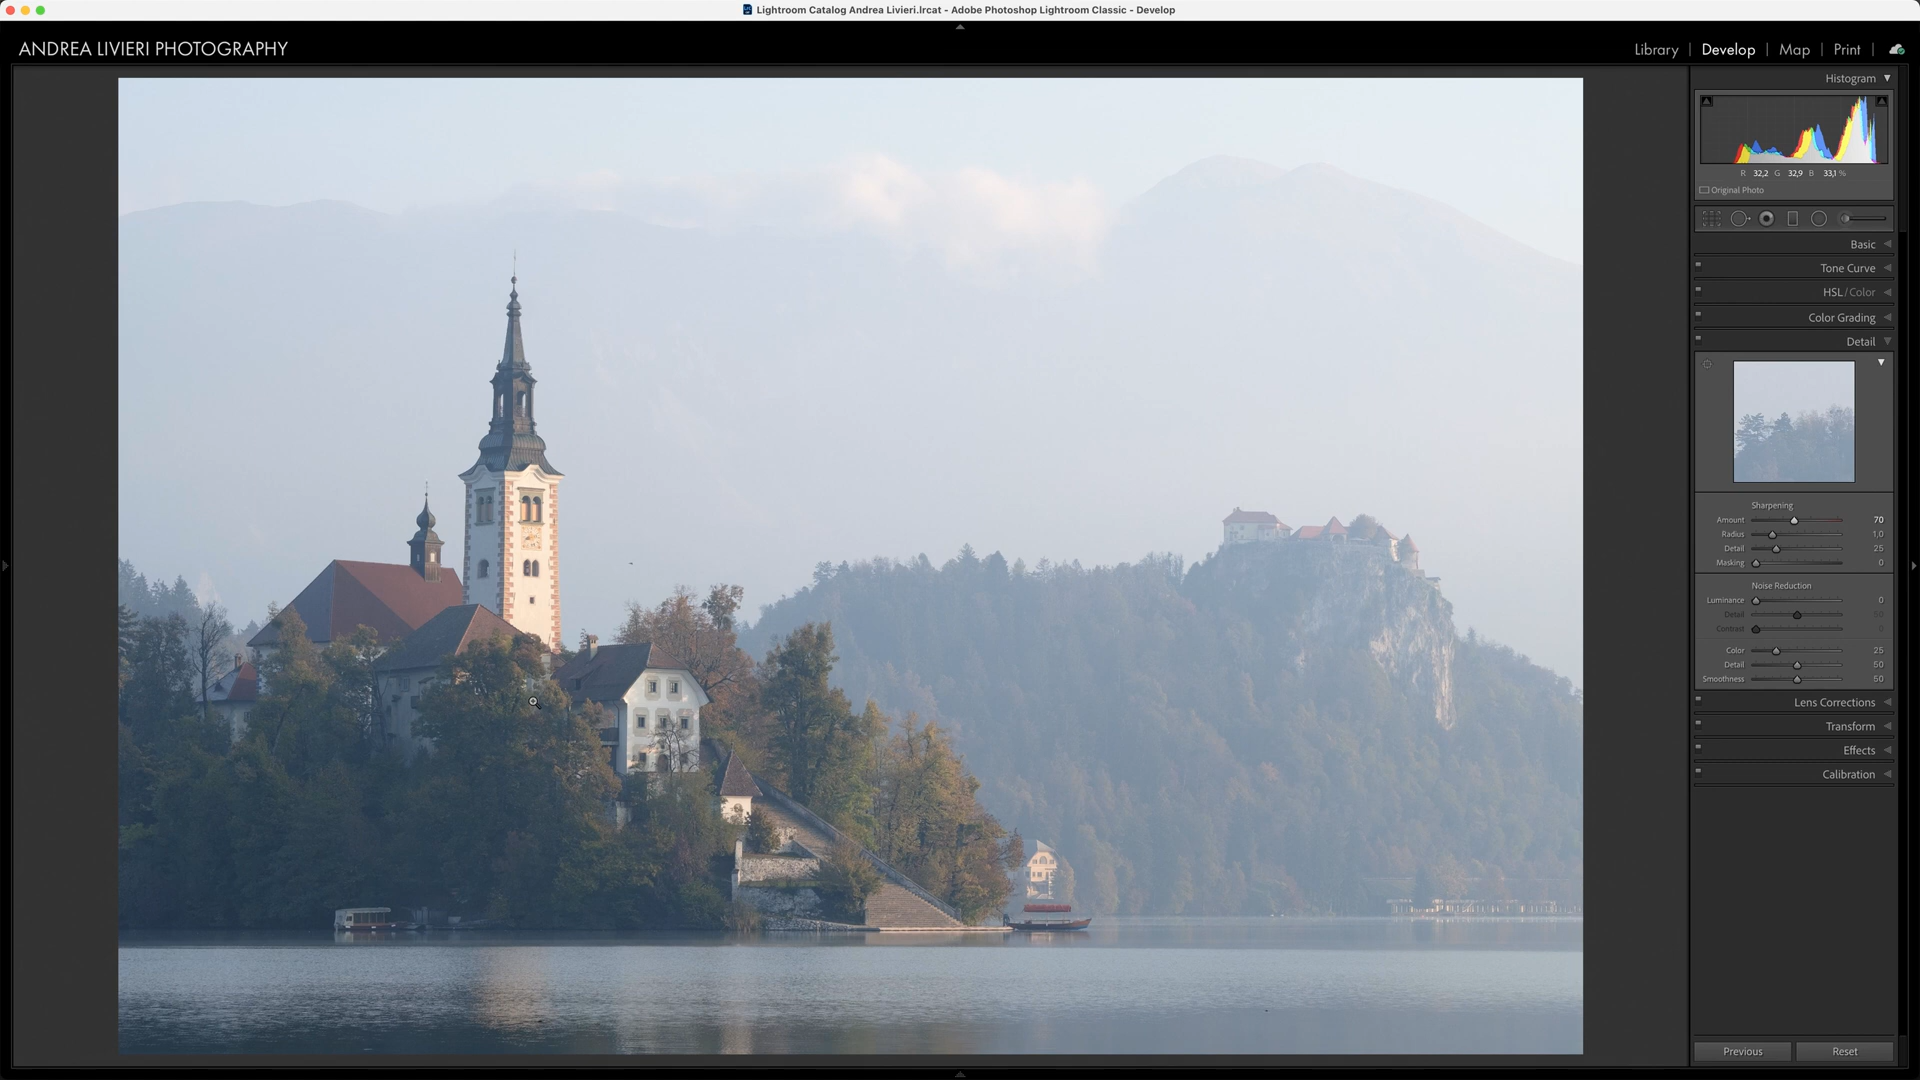 Lightroom Catalog Andrea Livieri.lrcat - Adobe Photoshop Lightroom Classic - Develop
ANDREA LIVIERI PHOTOGRAPHY
Library | Develop | Map | Print |
Histogram
R 32,2 G 32,9 B 33,1 %
Original Photo
Basic
Tone Curve
HSL / Color
Color Grading
Detail
Sharpening
Amount 70
Radius 1,0
Detail 25
Masking 0
Noise Reduction
Luminance 0
Detail 50
Contrast 0
Color 25
Detail 50
Smoothness 50
Lens Corrections
Transform
Effects
Calibration
Previous Reset